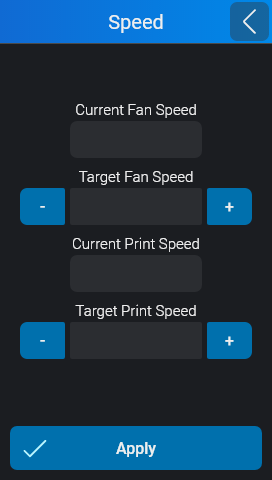 Speed
Current Fan Speed
Target Fan Speed
- +
Current Print Speed
Target Print Speed
- +
Apply